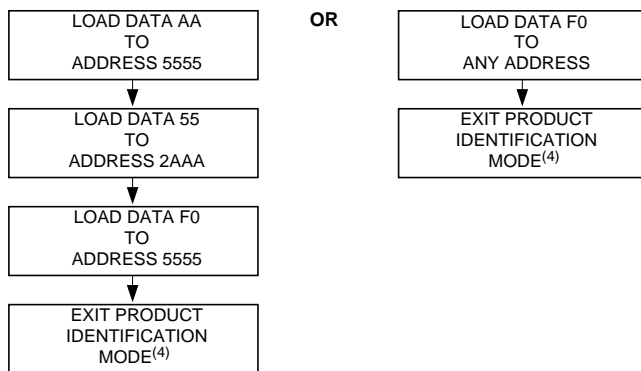 LOAD DATA AA
TO
ADDRESS 5555
LOAD DATA 55
TO
ADDRESS 2AAA
LOAD DATA F0
TO
ADDRESS 5555
EXIT PRODUCT
IDENTIFICATION
MODE(4)
OR
LOAD DATA F0
TO
ANY ADDRESS
EXIT PRODUCT
IDENTIFICATION
MODE(4)